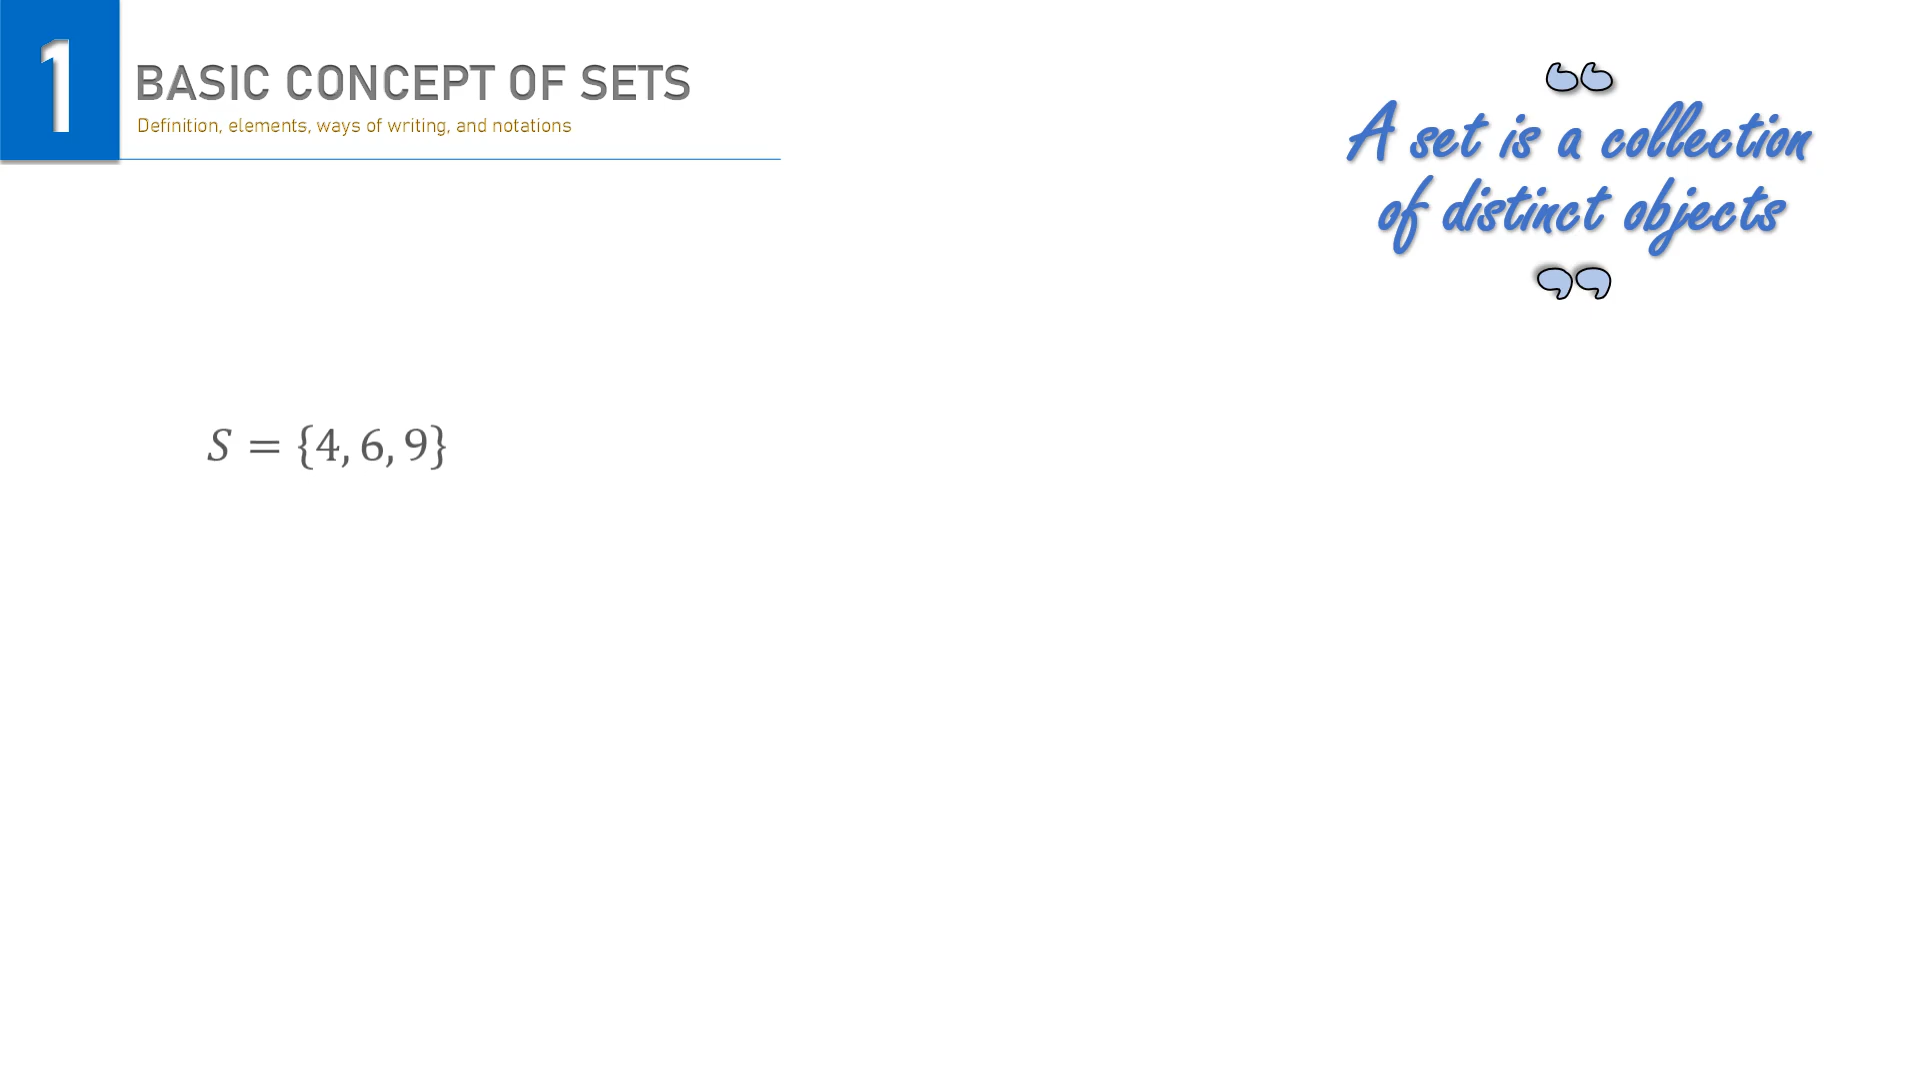 1
BASIC CONCEPT OF SETS
Definition, elements, ways of writing, and notations
“
A set is a collection
of distinct objects
”
S = {4, 6, 9}